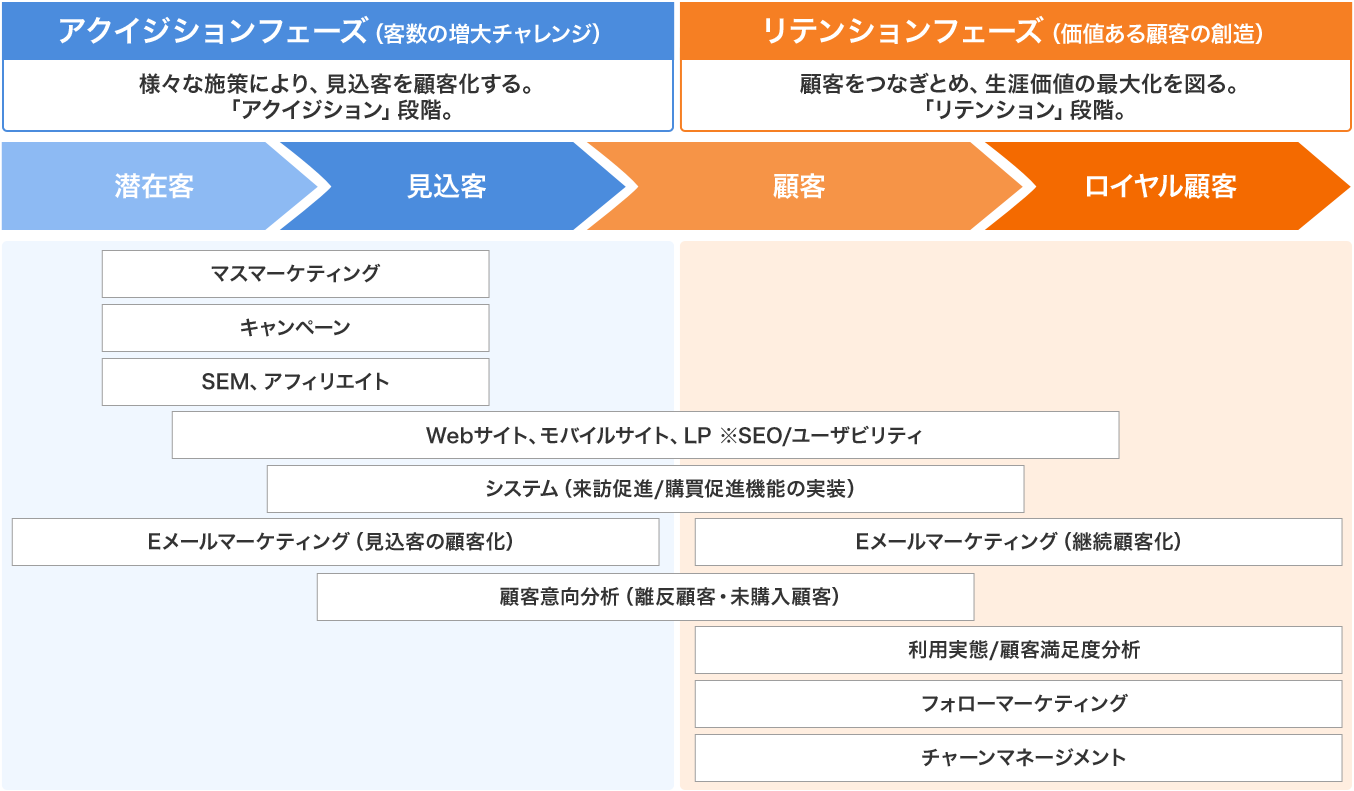 アクイジションフェーズ（客数の増大チャレンジ）
様々な施策により、見込客を顧客化する。
「アクイジション」段階。
リテンションフェーズ（価値ある顧客の創造）
顧客をつなぎとめ、生涯価値の最大化を図る。
「リテンション」段階。
潜在客
見込客
顧客
ロイヤル顧客
マスマーケティング
キャンペーン
SEM、アフィリエイト
Webサイト、モバイルサイト、LP ※SEO/ユーザビリティ
システム（来訪促進/購買促進機能の実装）
Eメールマーケティング（見込客の顧客化）
Eメールマーケティング（継続顧客化）
顧客意向分析（離反顧客・未購入顧客）
利用実態/顧客満足度分析
フォローマーケティング
チャーンマネージメント